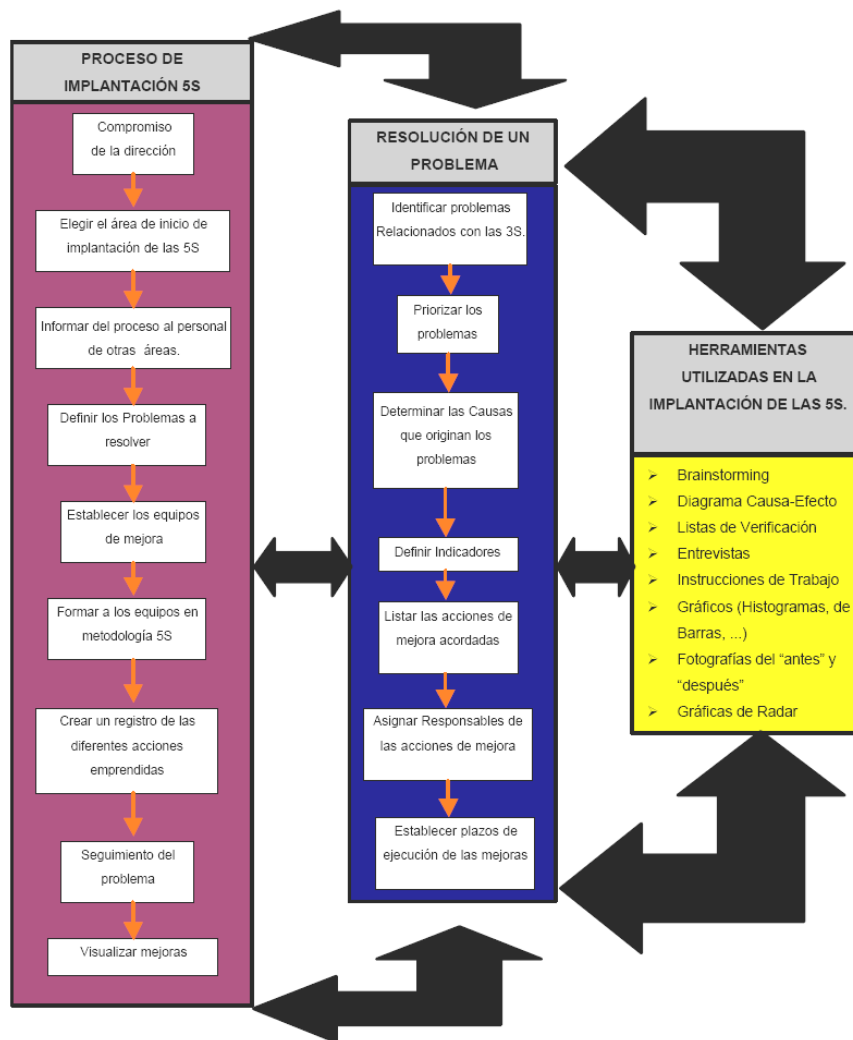 PROCESO DE
IMPLANTACIÓN 5S
Compromiso
de la dirección
Elegir el área de inicio de
implantación de las 5S
Informar del proceso al personal
de otras áreas.
Definir los Problemas a
resolver
Establecer los equipos
de mejora
Formar a los equipos en
metodología 5S
Crear un registro de las
diferentes acciones
emprendidas
Seguimiento del
problema
Visualizar mejoras
RESOLUCIÓN DE UN
PROBLEMA
Identificar problemas
Relacionados con las 3S.
Priorizar los
problemas
Determinar las Causas
que originan los
problemas
Definir Indicadores
Listar las acciones de
mejora acordadas
Asignar Responsables de
las acciones de mejora
Establecer plazos de
ejecución de las mejoras
HERRAMIENTAS
UTILIZADAS EN LA
IMPLANTACIÓN DE LAS 5S.
Brainstorming
Diagrama Causa-Efecto
Listas de Verificación
Entrevistas
Instrucciones de Trabajo
Gráficos (Histogramas, de
Barras, ...)
Fotografías del “antes” y
“después”
Gráficas de Radar